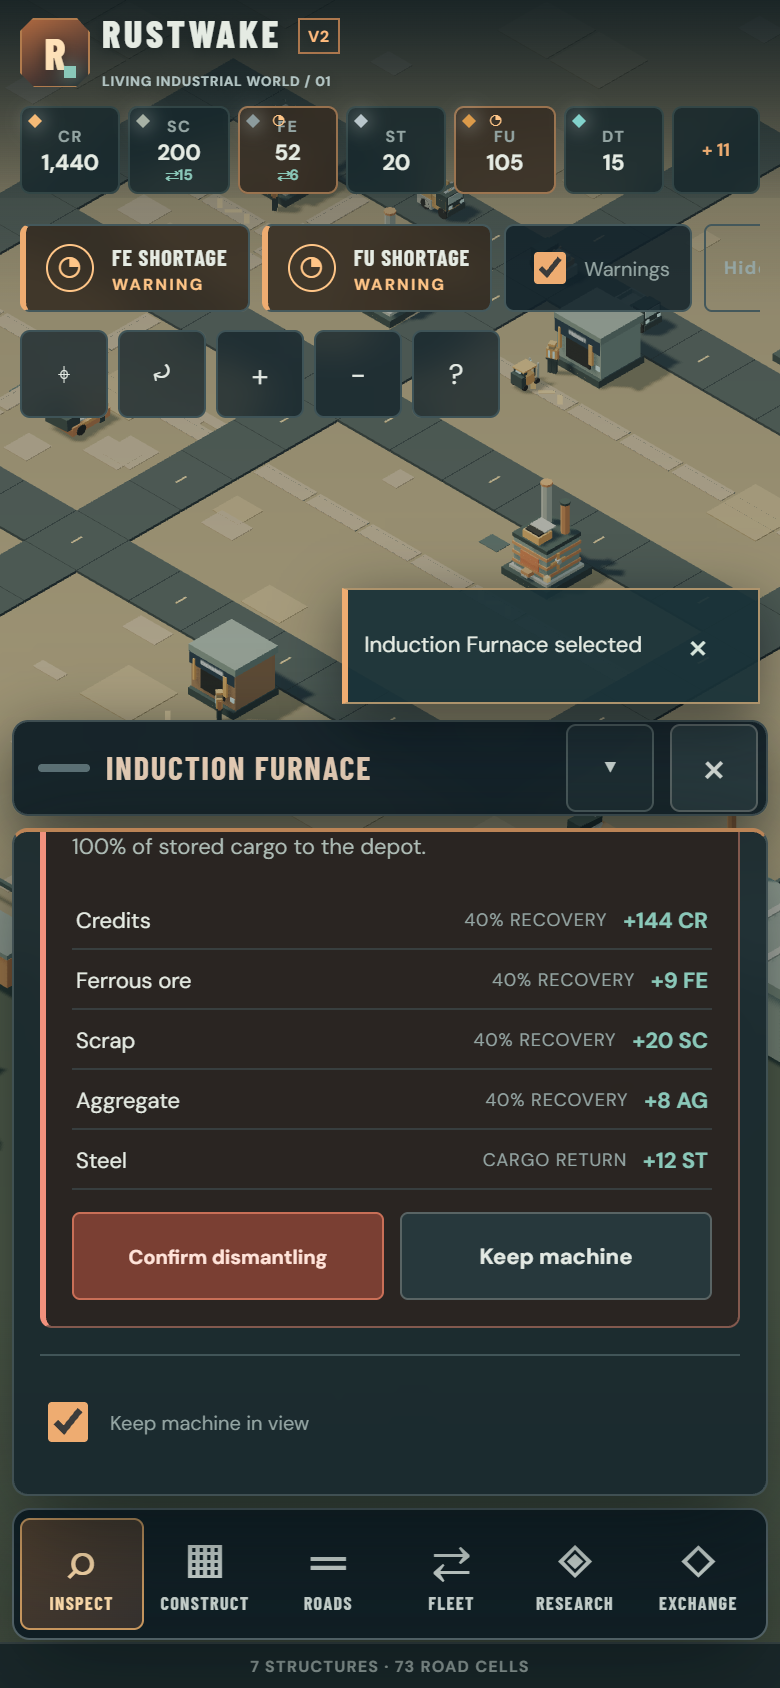 R
RUSTWAKE
V2
LIVING INDUSTRIAL WORLD / 01
CR
1,440
SC
200
⇄15
FE
52
⇄6
ST
20
FU
105
DT
15
+ 11
FE SHORTAGE
WARNING
FU SHORTAGE
WARNING
Warnings
+
-
?
Induction Furnace selected
×
INDUCTION FURNACE
▼
×
100% of stored cargo to the depot.
Credits 40% RECOVERY +144 CR
Ferrous ore 40% RECOVERY +9 FE
Scrap 40% RECOVERY +20 SC
Aggregate 40% RECOVERY +8 AG
Steel CARGO RETURN +12 ST
Confirm dismantling
Keep machine
Keep machine in view
INSPECT
CONSTRUCT
ROADS
FLEET
RESEARCH
EXCHANGE
7 STRUCTURES · 73 ROAD CELLS